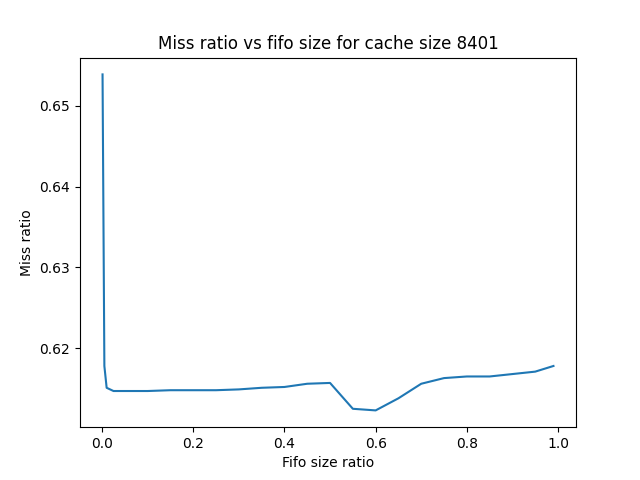 Miss ratio vs fifo size for cache size 8401
Miss ratio
0.65
0.64
0.63
0.62
0.0 0.2 0.4 0.6 0.8 1.0
Fifo size ratio